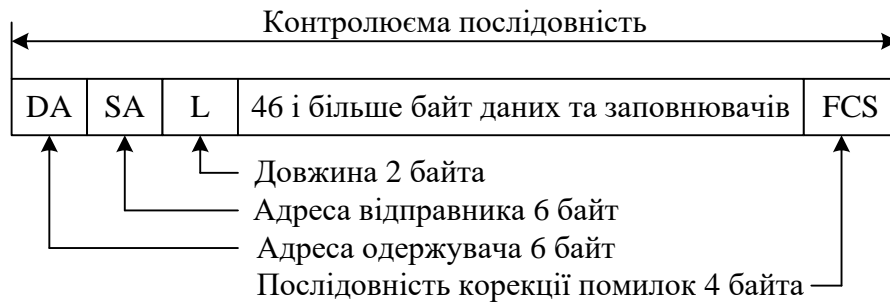 Контролюєма послідовність
DA SA L 46 і більше байт даних та заповнювачів FCS
Довжина 2 байта
Адреса відправника 6 байт
Адреса одержувача 6 байт
Послідовність корекції помилок 4 байта